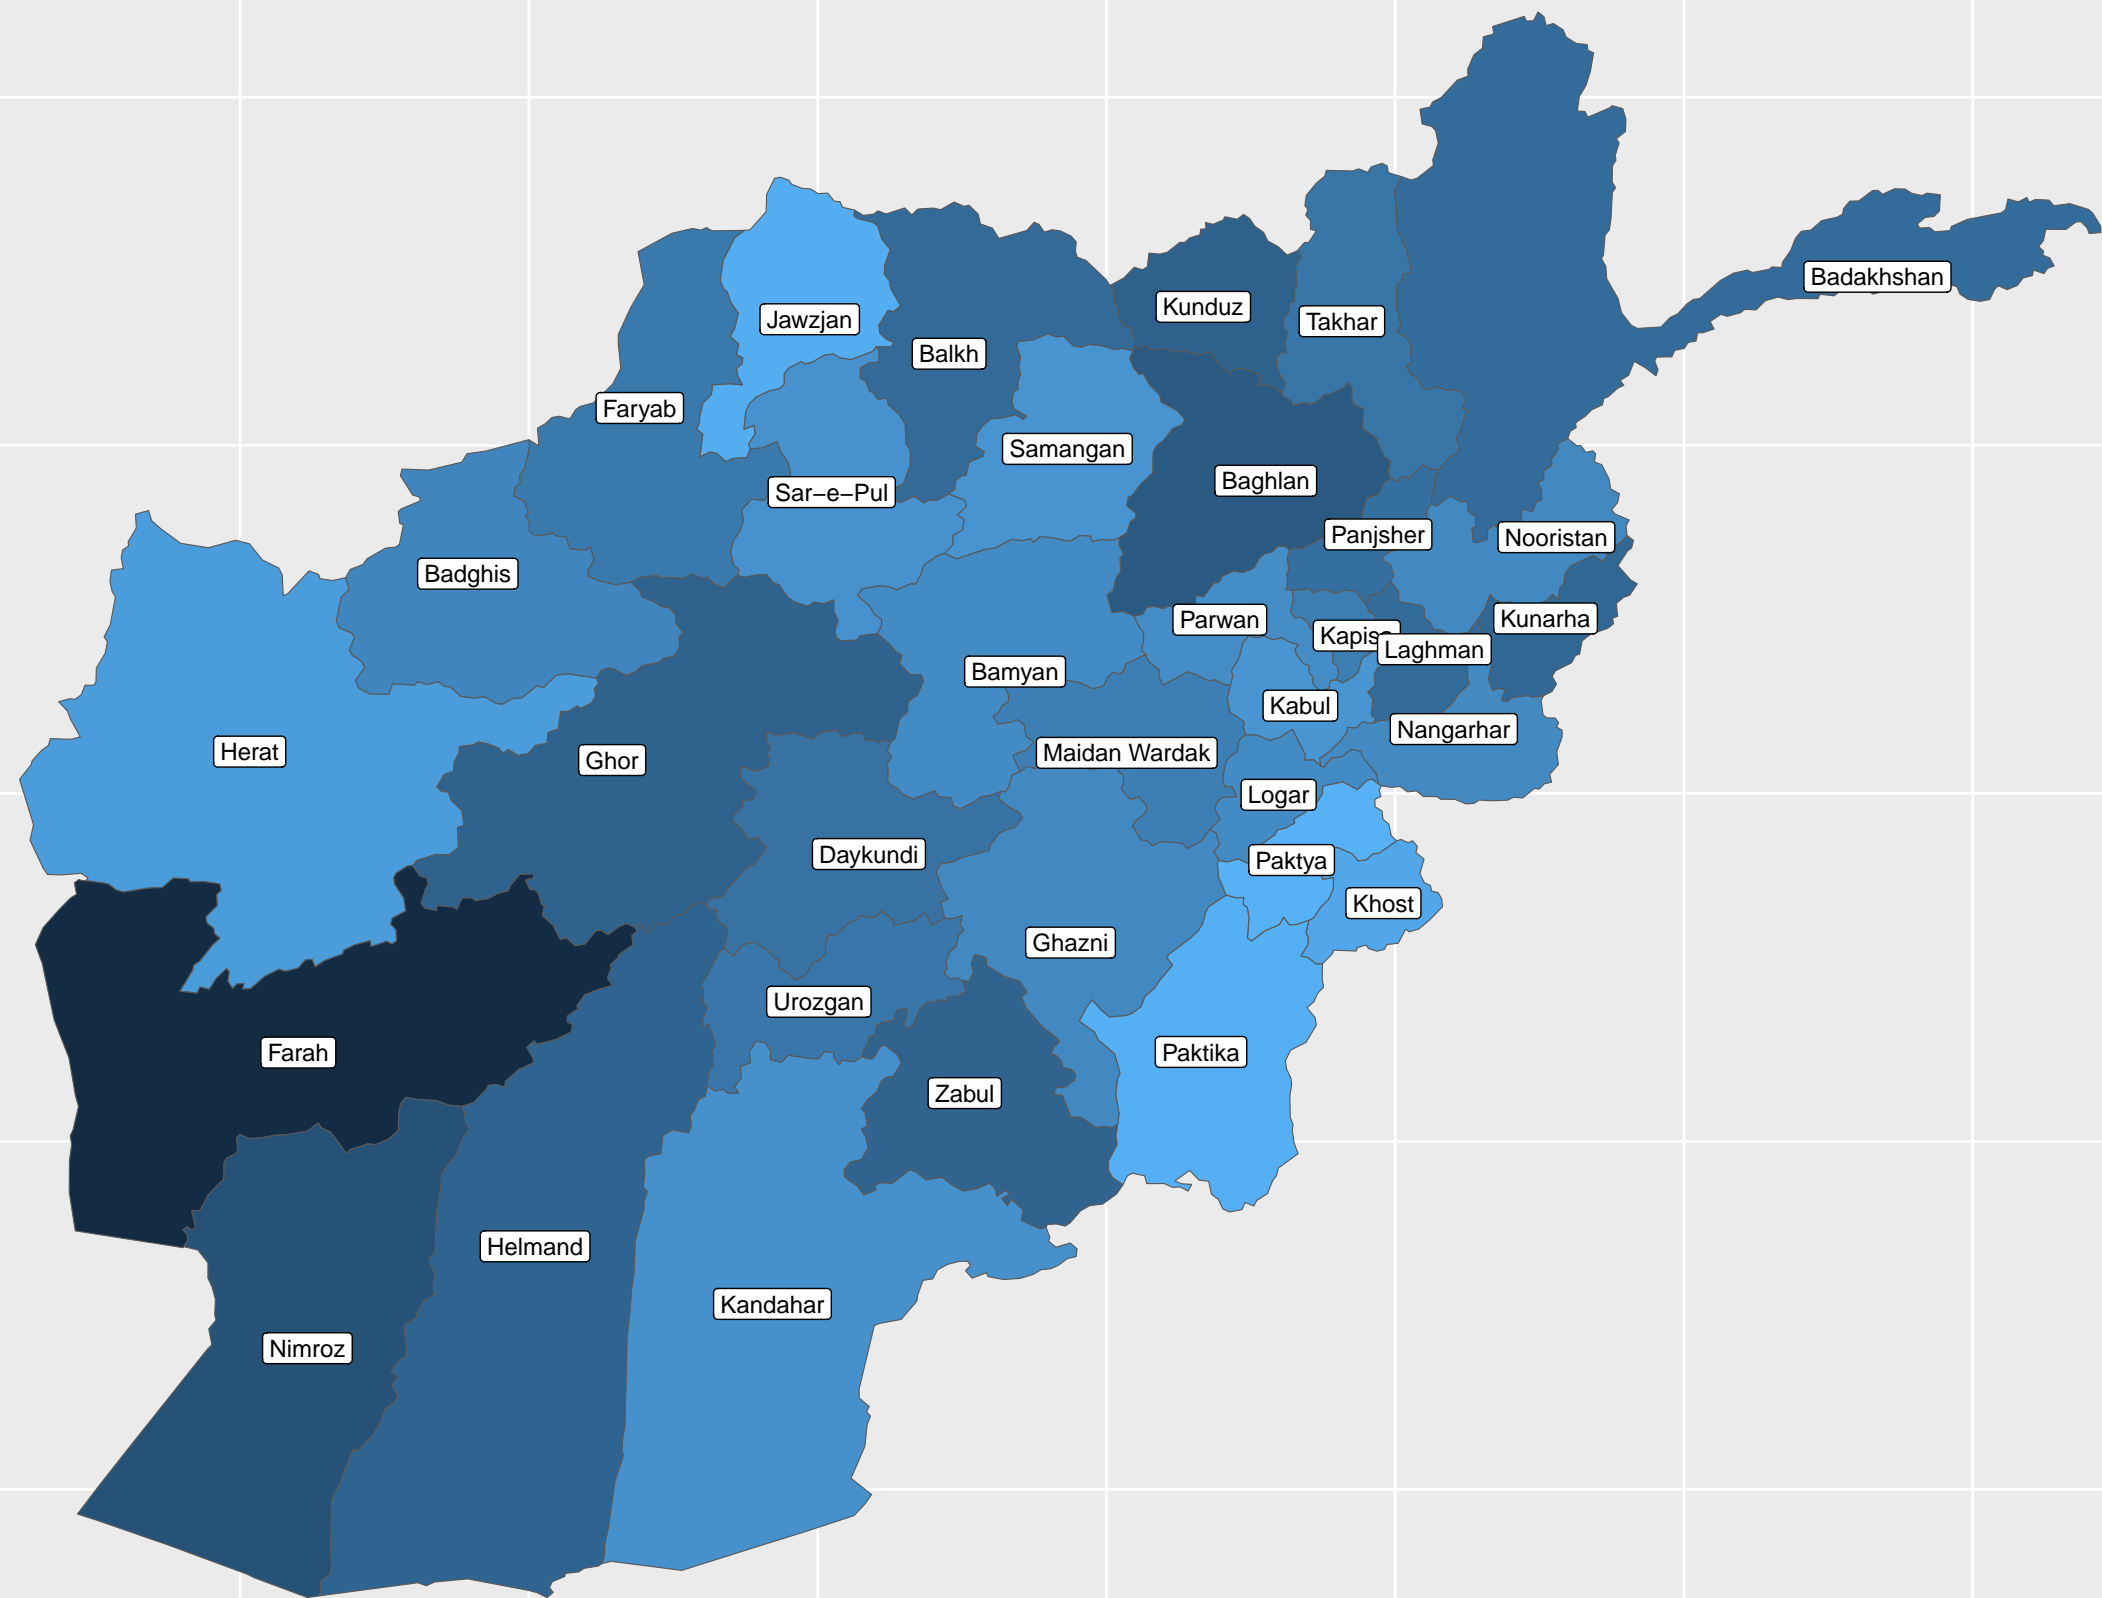 Badakhshan
Kunduz
Jawzjan
Takhar
Balkh
Faryab
Samangan
Baghlan
Sar−e−Pul
Panjsher
Nooristan
Badghis
Kunarha
Parwan
Kapisa
Laghman
Bamyan
Kabul
Nangarhar
Herat
Maidan Wardak
Ghor
Logar
Daykundi
Paktya
Khost
Ghazni
Urozgan
Farah
Paktika
Zabul
Helmand
Kandahar
Nimroz